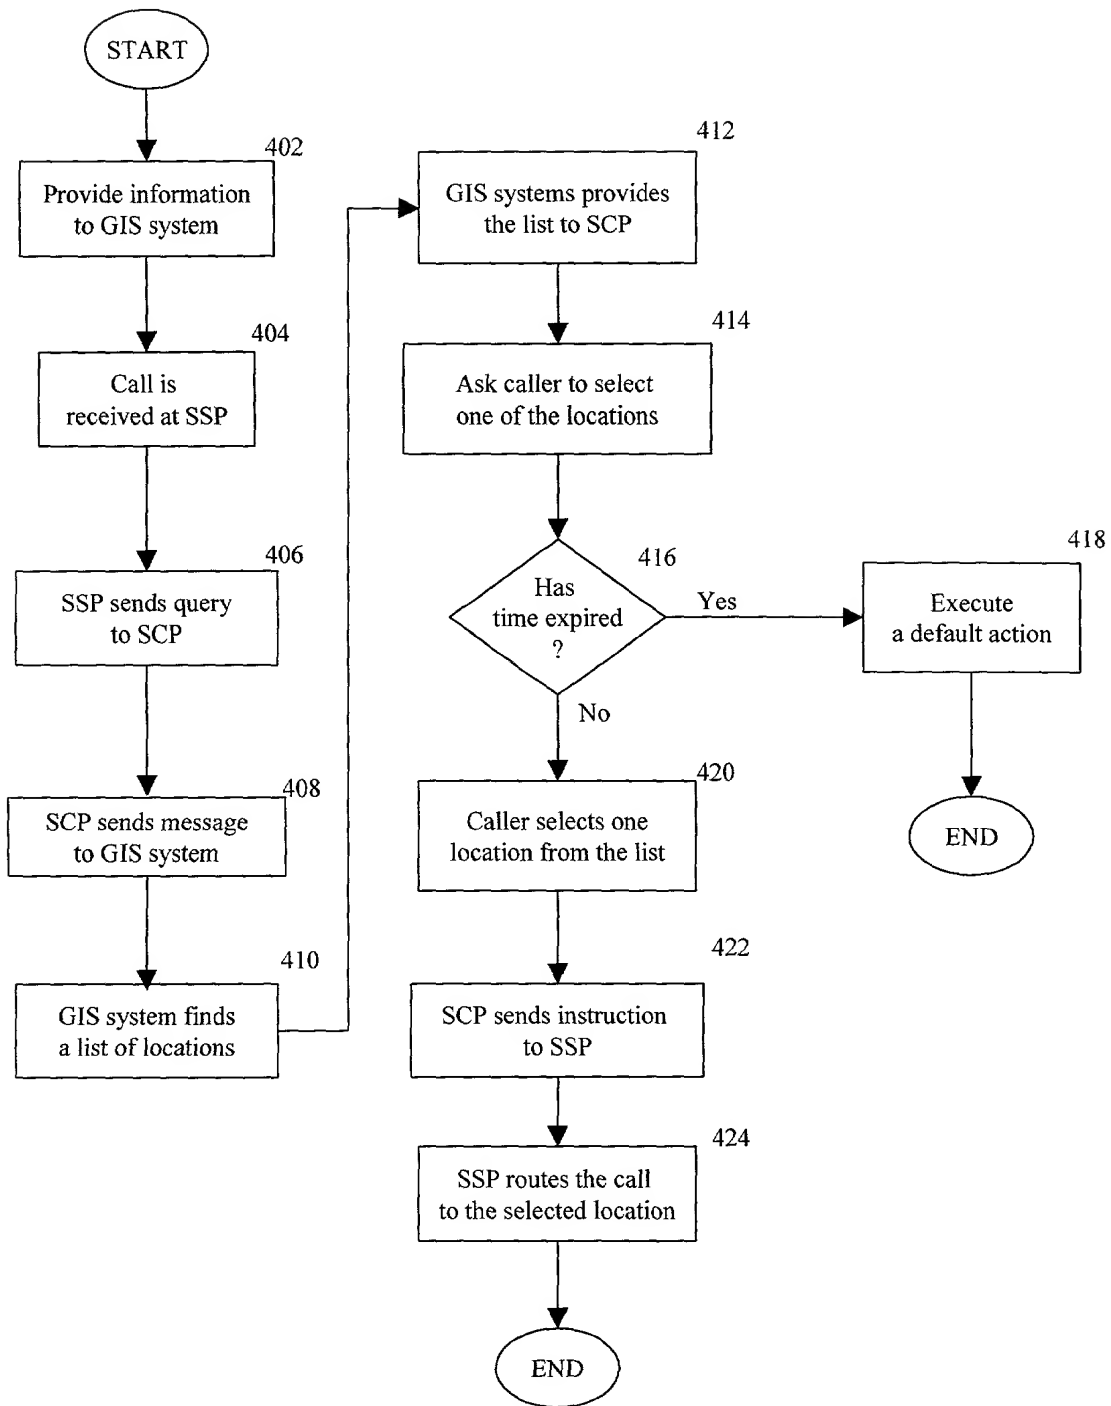 START
402
Provide information
to GIS system
404
Call is
received at SSP
406
SSP sends query
to SCP
408
SCP sends message
to GIS system
410
GIS system finds
a list of locations
412
GIS systems provides
the list to SCP
414
Ask caller to select
one of the locations
416
Has
time expired
?
Yes
No
418
Execute
a default action
END
420
Caller selects one
location from the list
422
SCP sends instruction
to SSP
424
SSP routes the call
to the selected location
END